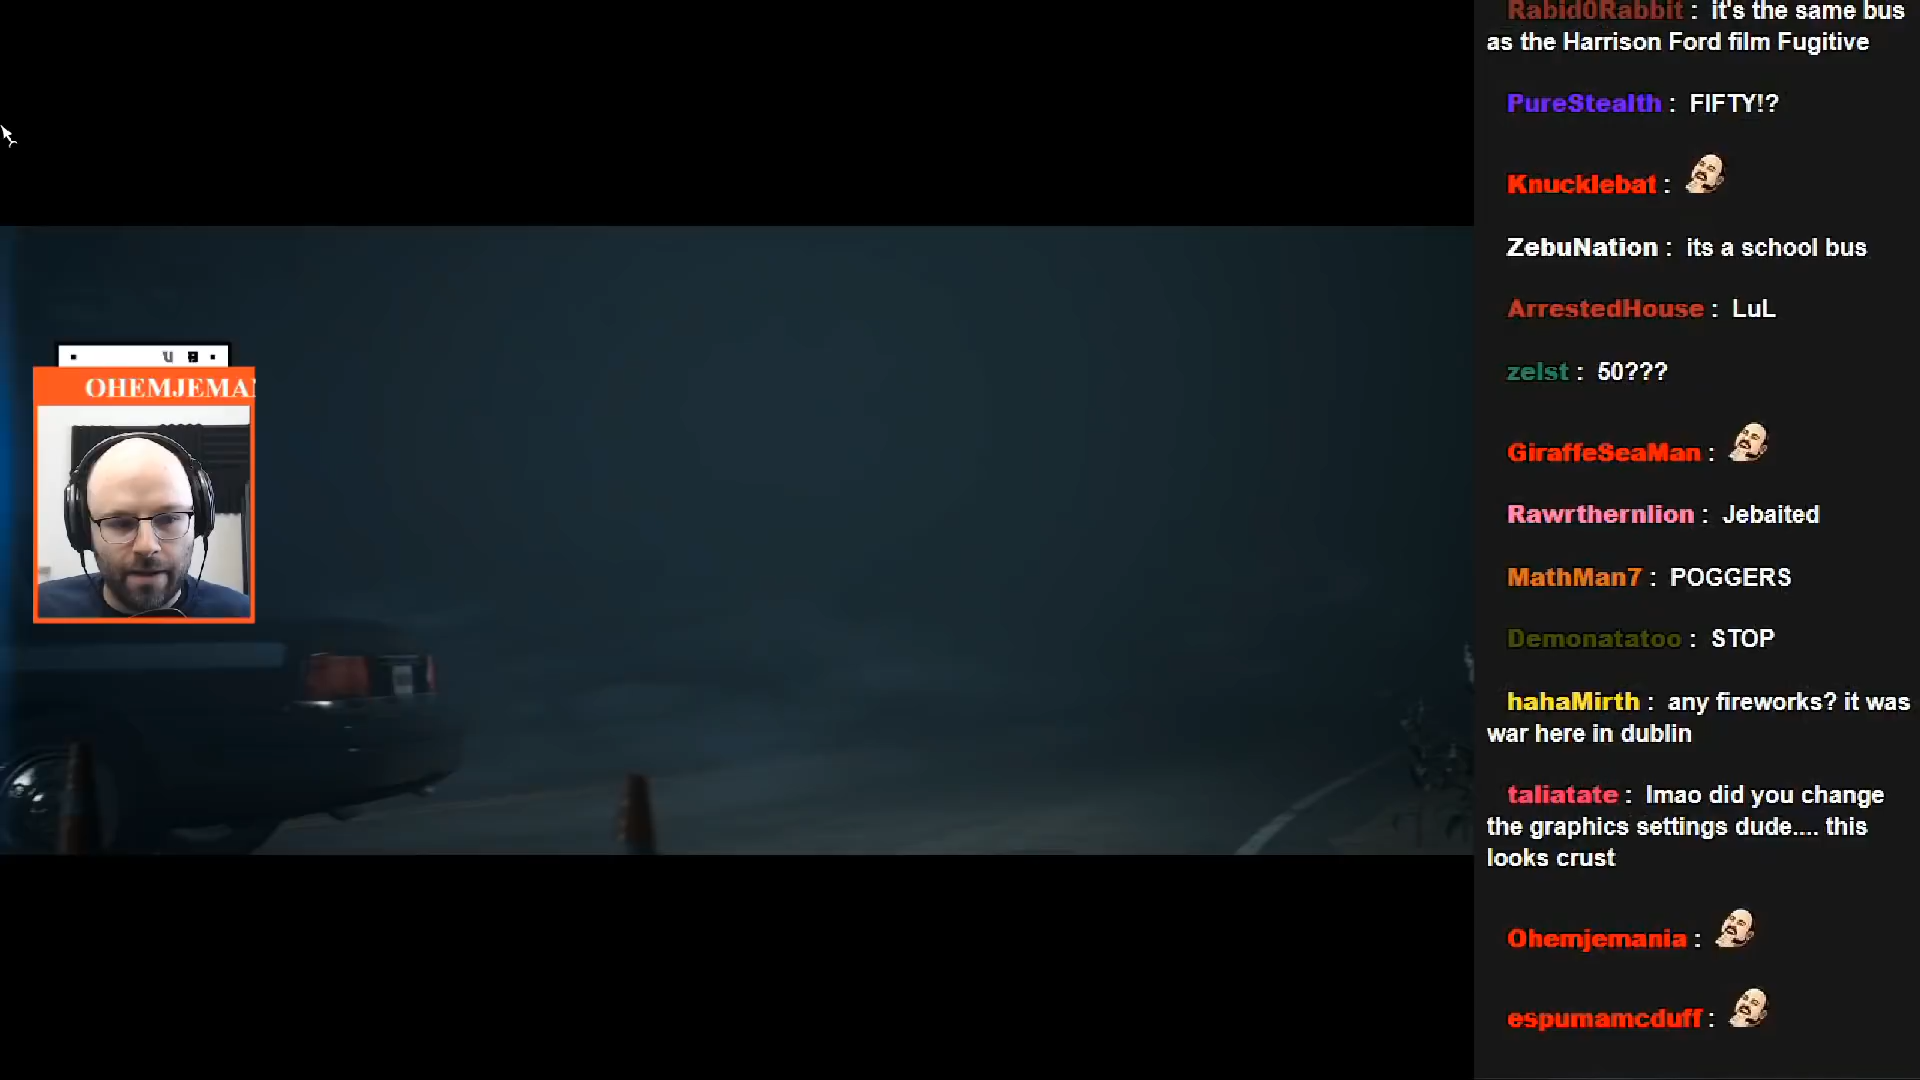 OHEMJEMA
Rabid0Rabbit : it's the same bus
as the Harrison Ford film Fugitive
PureStealth : FIFTY!?
Knucklebat :
ZebuNation : its a school bus
ArrestedHouse : LuL
zelst : 50???
GiraffeSeaMan :
Rawrthernlion : Jebaited
MathMan7 : POGGERS
Demonatatoo : STOP
hahaMirth : any fireworks? it was
war here in dublin
taliatate : lmao did you change
the graphics settings dude.... this
looks crust
Ohemjemania :
espumamcduff :